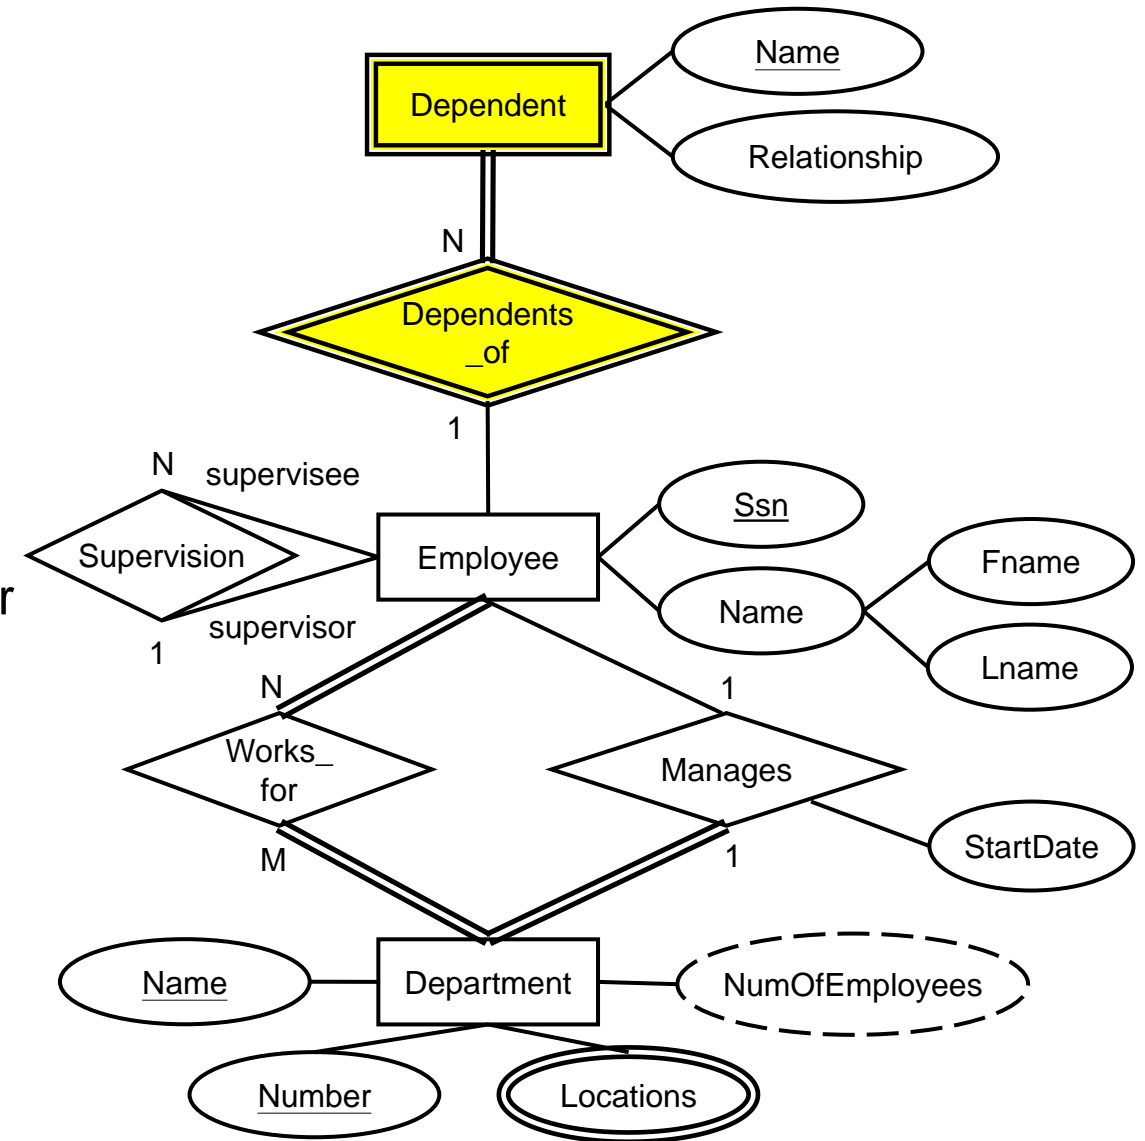 Name
Dependent
Relationship
N
Dependents
_of
1
N
supervisee
Ssn
Supervision
Employee
Fname
r
Name
supervisor
Lname
1
N
1
Works_
for
Manages
M
1
StartDate
Name
Department
NumOfEmployees
Number
Locations